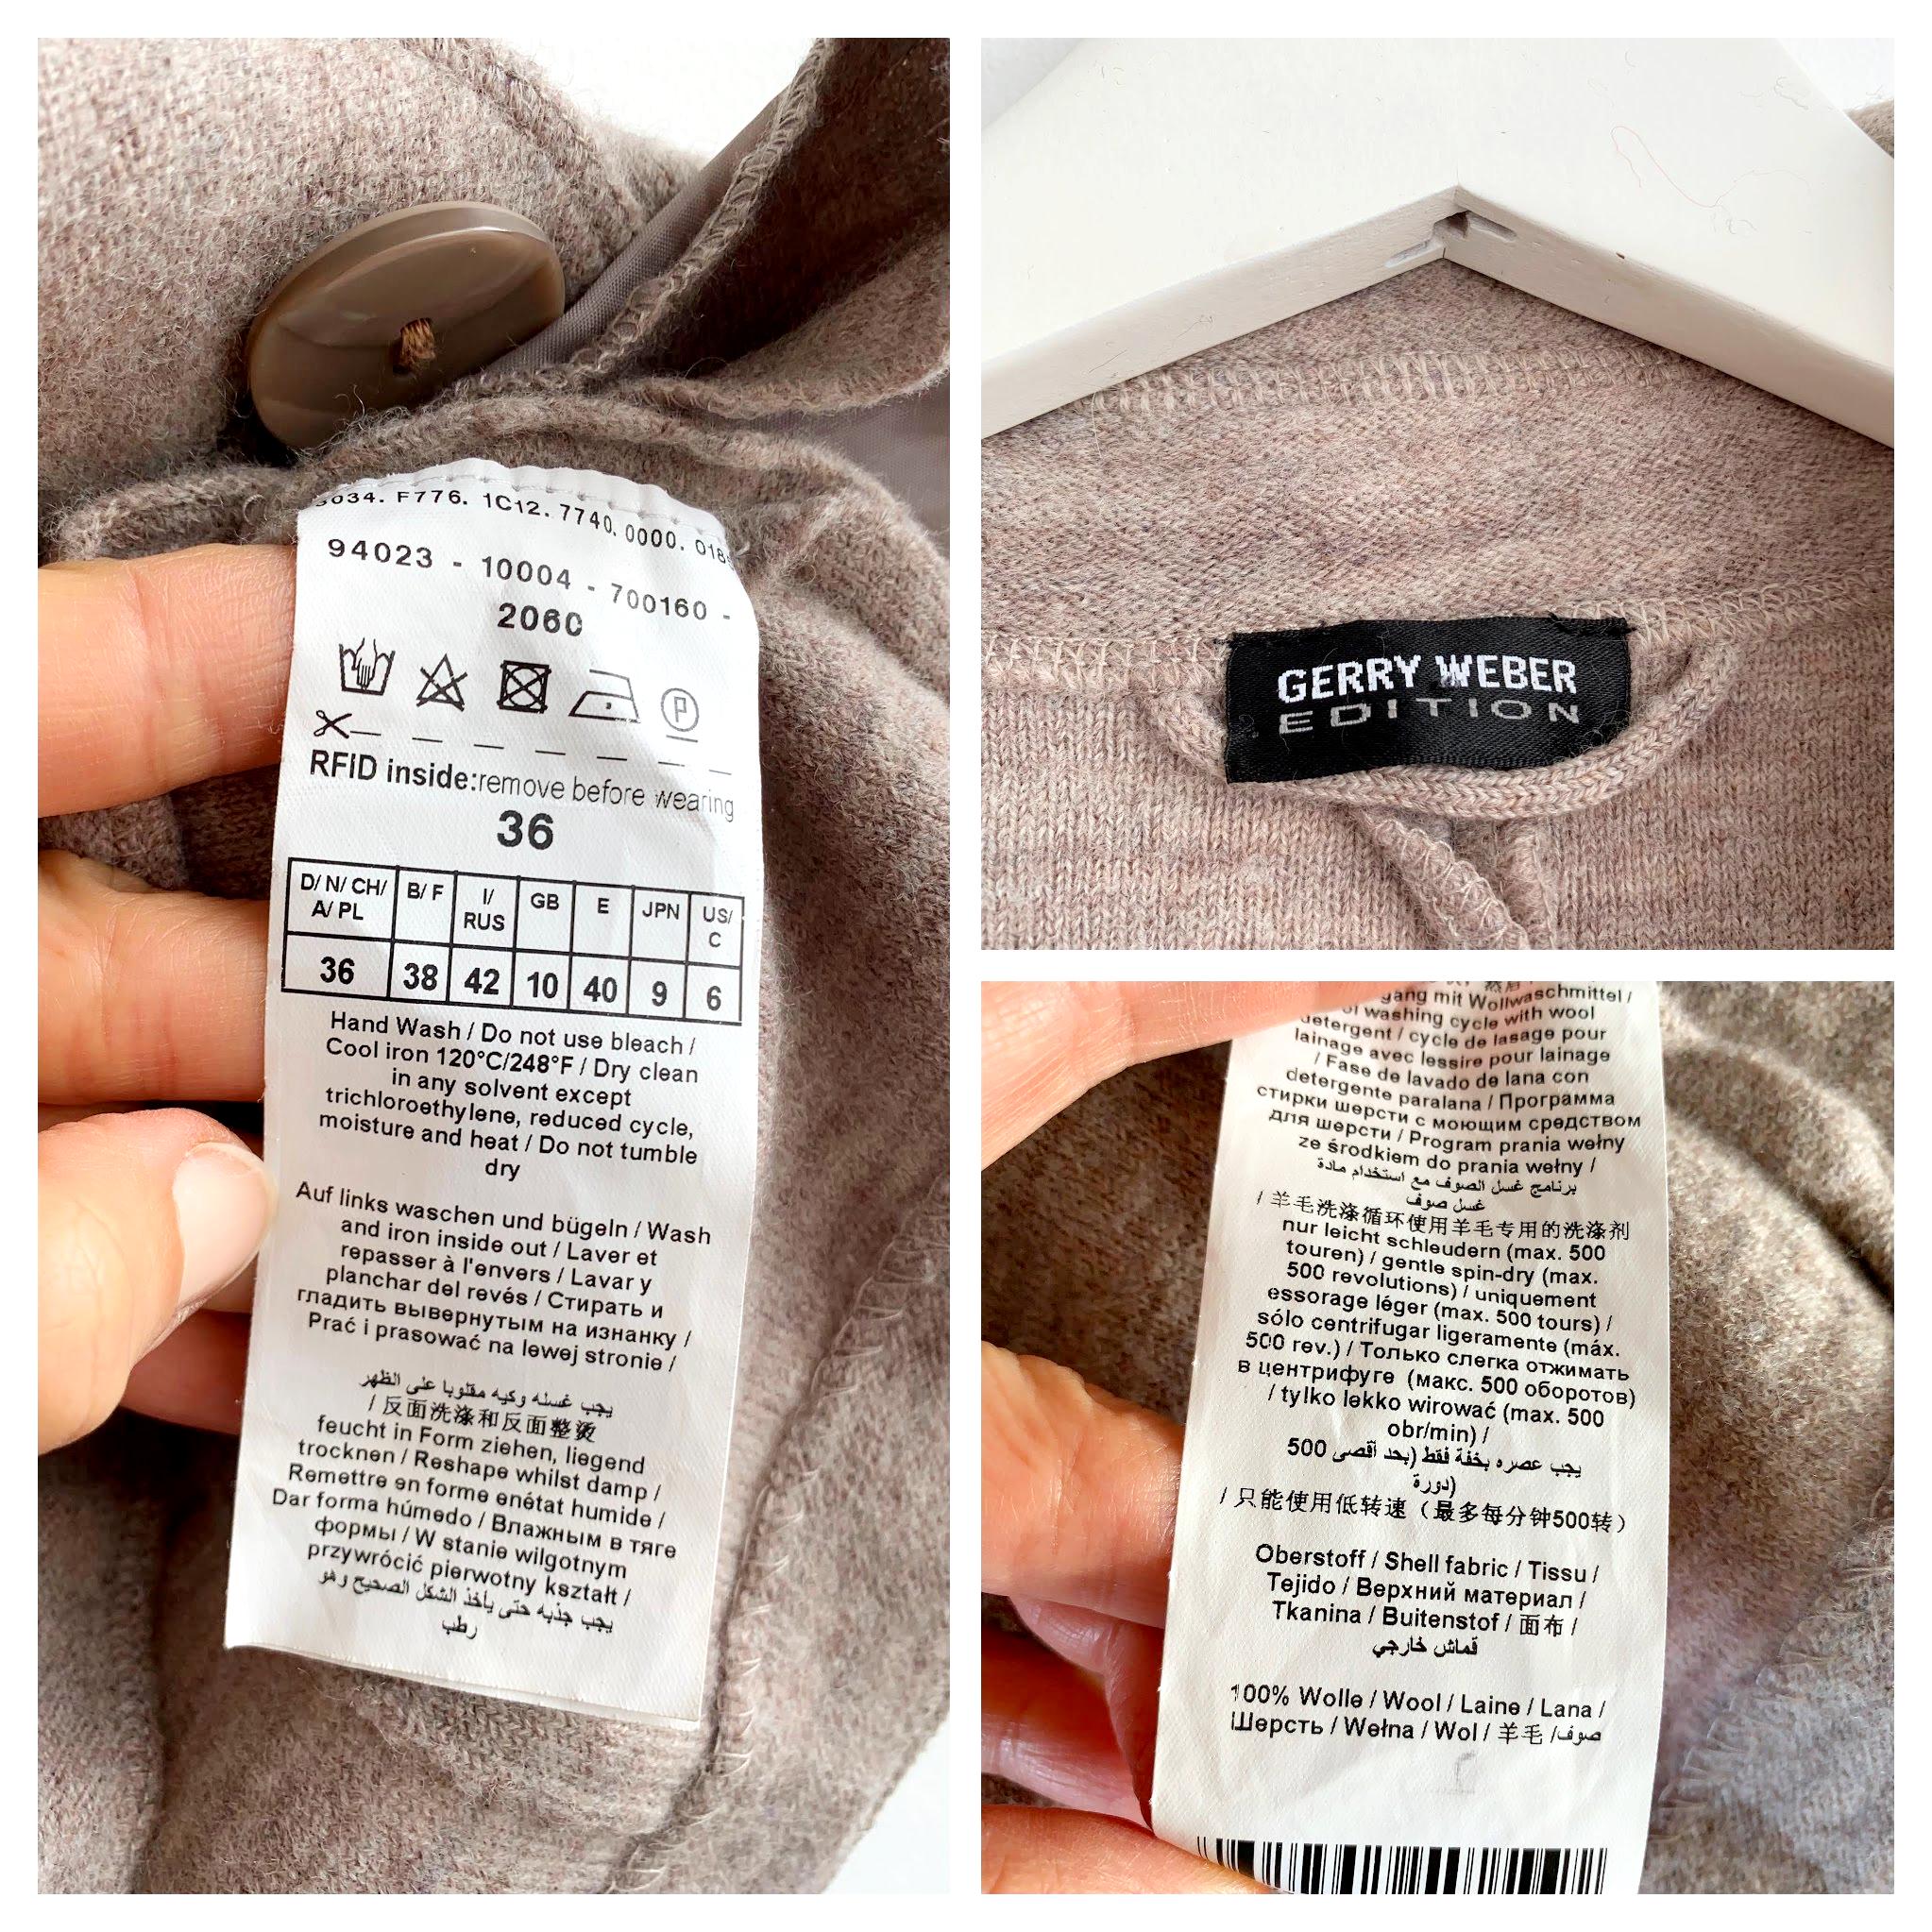 F776. 1C12. 7740. 0000.
94023 - 10004 - 700160 -
2060
P
RFID inside:remove before wearing
36
D/ N/ CH/ A/ PL
B/ F
I/ RUS
GB
E
JPN
US/ C
36 38 42 10 40 9 6
Hand Wash / Do not use bleach /
Cool iron 120°C/248°F / Dry clean
in any solvent except
trichloroethylene, reduced cycle,
moisture and heat / Do not tumble
dry
Auf links waschen und bügeln / Wash
and iron inside out / Laver et
repasser à l'envers / Lavar y
planchar del revés / Стирать и
гладить вывернутым на изнанку /
Prać i prasować na lewej stronie /
يجب غسله وكيه مقلوبا على الظهر
/ 反面洗涤和反面整烫
feucht in Form ziehen, liegend
trocknen / Reshape whilst damp /
Remettre en forme enétat humide /
Dar forma húmedo / Влажным в тяге
формы / W stanie wilgotnym
przywrócić pierwotny kształt /
يجب جذبه حتى يأخذ الشكل الصحيح وهو
رطب
GERRY WEBER
EDITION
mit Wollwaschmittel /
washing cycle with wool
detergent / cycle de lasage pour
lainage avec lessire pour lainage
/ Fase de lavado de lana con
detergente paralana / Программа
стирки шерсти с моющим средством
для шерсти / Program prania wełny
ze środkiem do prania wełny /
برنامج غسل الصوف مع استخدام مادة
غسل صوف
/ 羊毛洗涤循环使用羊毛专用的洗涤剂
nur leicht schleudern (max. 500
touren) / gentle spin-dry (max.
500 revolutions) / uniquement
essorage léger (max. 500 tours) /
sólo centrifugar ligeramente (máx.
500 rev.) / Только слегка отжимать
в центрифуге (макс. 500 оборотов)
/ tylko lekko wirować (max. 500
obr/min) /
يجب عصره بخفة فقط (بحد أقصى 500
دورة)
/ 只能使用低转速（最多每分钟500转）
Oberstoff / Shell fabric / Tissu /
Tejido / Верхний материал /
Tkanina / Buitenstof / 面布 /
قماش خارجي
100% Wolle / Wool / Laine / Lana /
Шерсть / Wełna / Wol / 羊毛 /صوف